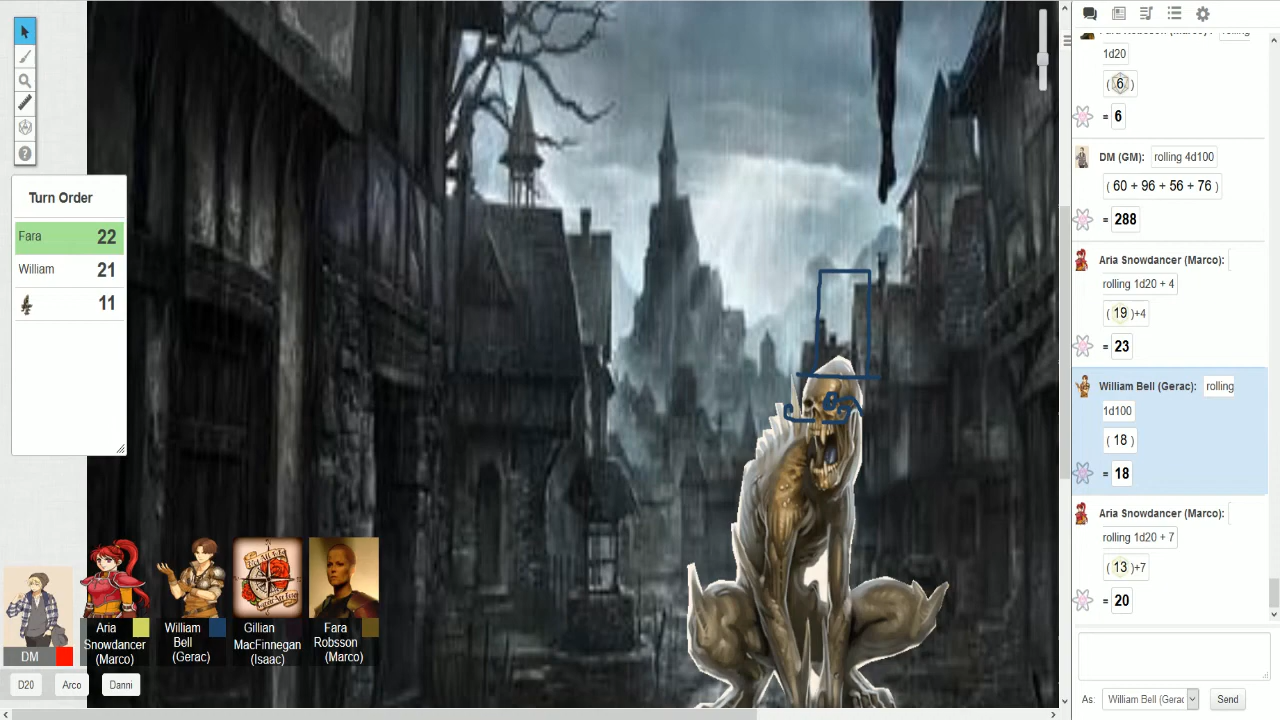 Turn Order
Fara 22
William 21
11
DM
Aria
Snowdancer
(Marco)
William
Bell
(Gerac)
Gillian
MacFinnegan
(Isaac)
Fara
Robsson
(Marco)
D20 Arco Danni
rolling
1d20
( 6 )
= 6
DM (GM): rolling 4d100
( 60 + 96 + 56 + 76 )
= 288
Aria Snowdancer (Marco):
rolling 1d20 + 4
( 19 )+4
= 23
William Bell (Gerac): rolling
1d100
( 18 )
= 18
Aria Snowdancer (Marco):
rolling 1d20 + 7
( 13 )+7
= 20
As: William Bell (Gerac
Send